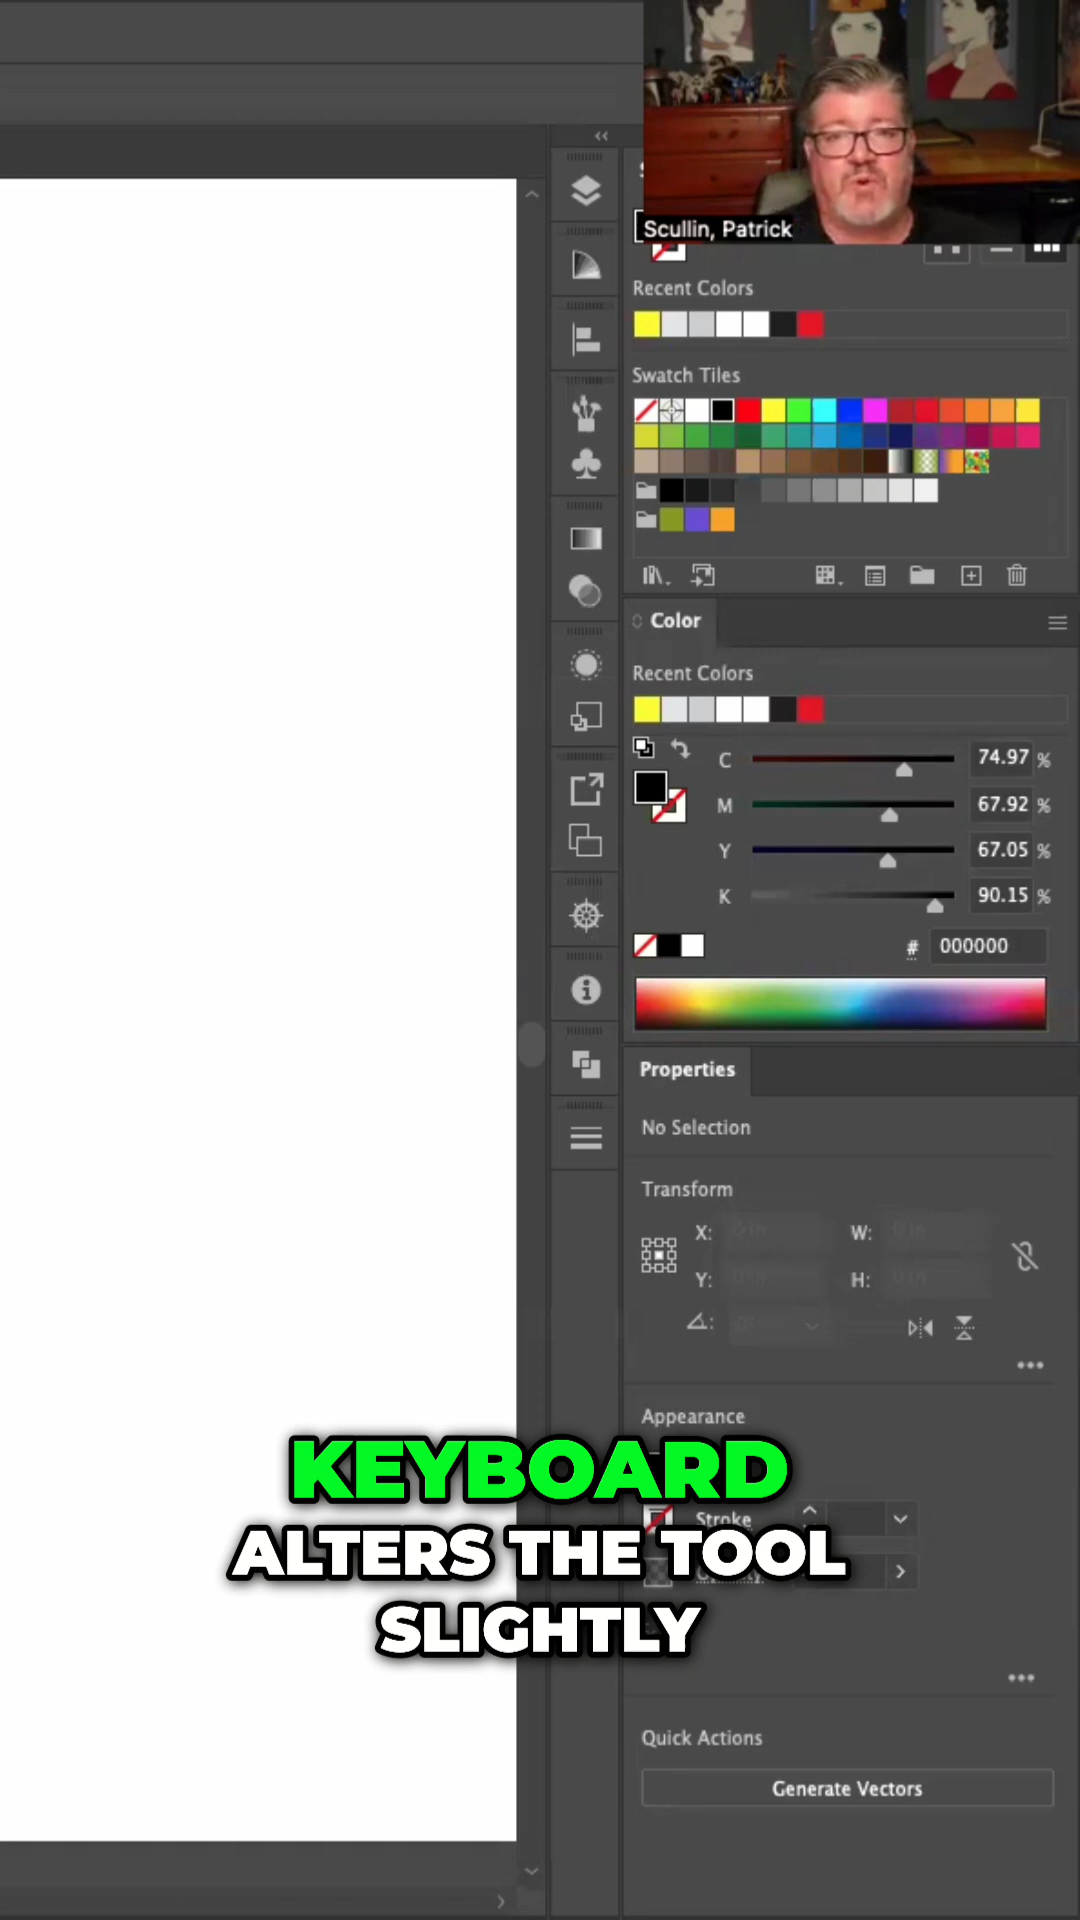 Scullin, Patrick
Recent Colors
Swatch Tiles
Color
Recent Colors
C 74.97 %
M 67.92 %
Y 67.05 %
K 90.15 %
# 000000
Properties
No Selection
Transform
X: W:
Y: H:
Appearance
KEYBOARD
Stroke
ALTERS THE TOOL
SLIGHTLY
Quick Actions
Generate Vectors